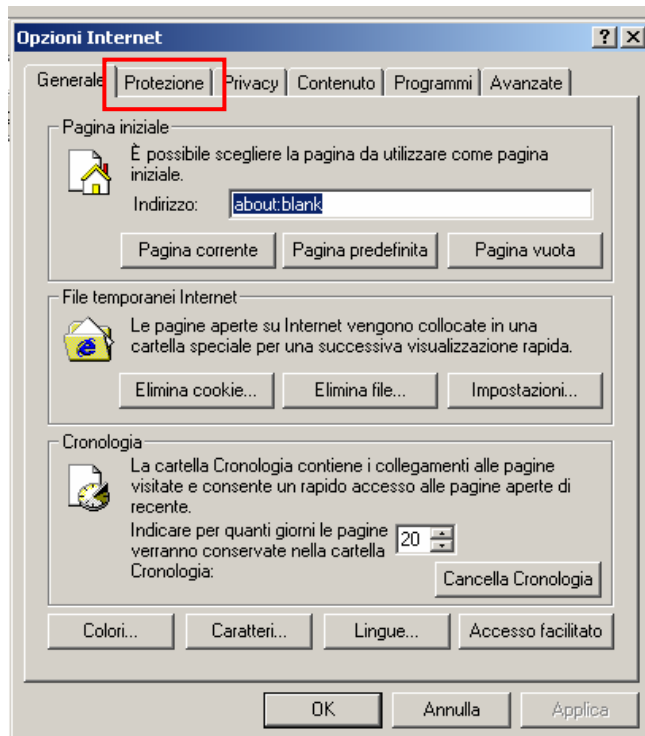 Opzioni Internet
Generale Protezione Privacy Contenuto Programmi Avanzate
Pagina iniziale
È possibile scegliere la pagina da utilizzare come pagina
iniziale.
Indirizzo: about:blank
Pagina corrente Pagina predefinita Pagina vuota
File temporanei Internet
Le pagine aperte su Internet vengono collocate in una
cartella speciale per una successiva visualizzazione rapida.
Elimina cookie... Elimina file... Impostazioni...
Cronologia
La cartella Cronologia contiene i collegamenti alle pagine
visitate e consente un rapido accesso alle pagine aperte di
recente.
Indicare per quanti giorni le pagine
verranno conservate nella cartella
Cronologia:
20
Cancella Cronologia
Colori... Caratteri... Lingue... Accesso facilitato
OK Annulla Applica